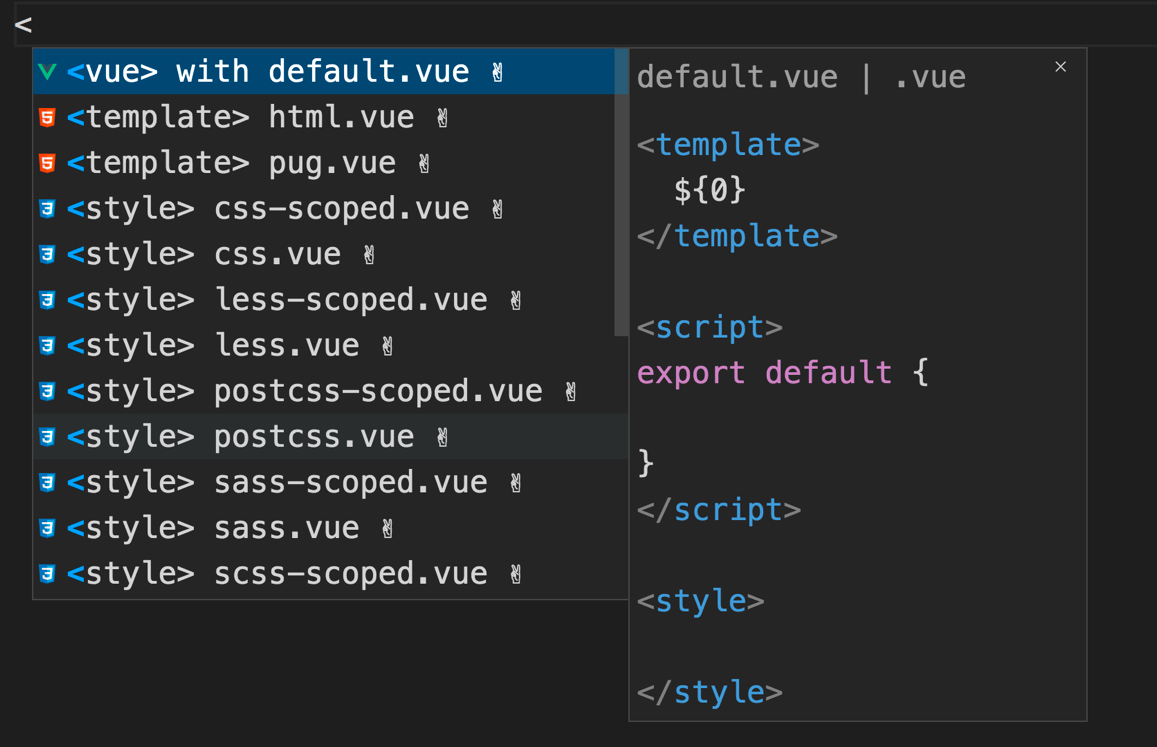 <
<vue> with default.vue ✌
<template> html.vue ✌
<template> pug.vue ✌
<style> css-scoped.vue ✌
<style> css.vue ✌
<style> less-scoped.vue ✌
<style> less.vue ✌
<style> postcss-scoped.vue ✌
<style> postcss.vue ✌
<style> sass-scoped.vue ✌
<style> sass.vue ✌
<style> scss-scoped.vue ✌
default.vue | .vue
<template>
  ${0}
</template>
<script>
export default {
}
</script>
<style>
</style>